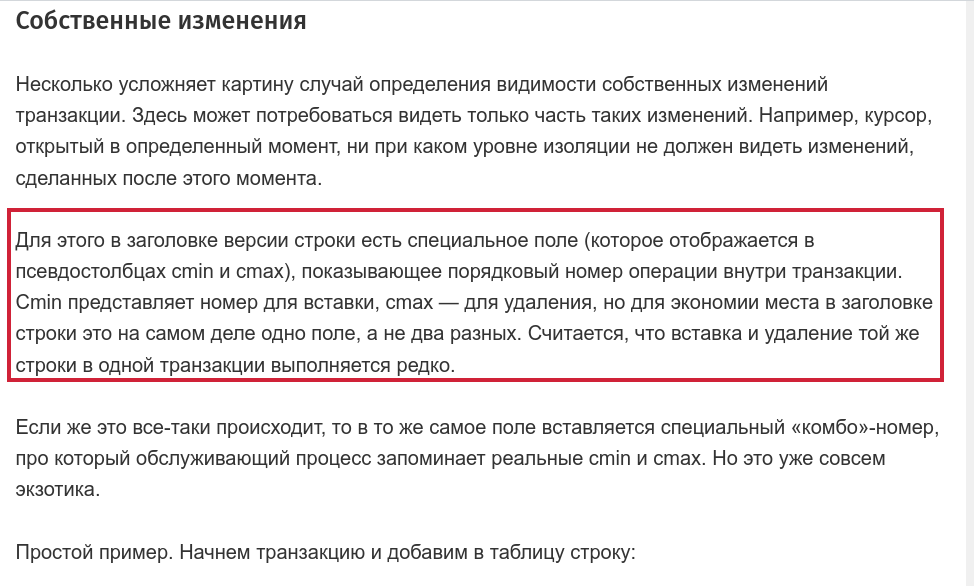 Собственные изменения
Несколько усложняет картину случай определения видимости собственных изменений
транзакции. Здесь может потребоваться видеть только часть таких изменений. Например, курсор,
открытый в определенный момент, ни при каком уровне изоляции не должен видеть изменений,
сделанных после этого момента.
Для этого в заголовке версии строки есть специальное поле (которое отображается в
псевдостолбцах cmin и cmax), показывающее порядковый номер операции внутри транзакции.
Cmin представляет номер для вставки, cmax — для удаления, но для экономии места в заголовке
строки это на самом деле одно поле, а не два разных. Считается, что вставка и удаление той же
строки в одной транзакции выполняется редко.
Если же это все-таки происходит, то в то же самое поле вставляется специальный «комбо»-номер,
про который обслуживающий процесс запоминает реальные cmin и cmax. Но это уже совсем
экзотика.
Простой пример. Начнем транзакцию и добавим в таблицу строку: